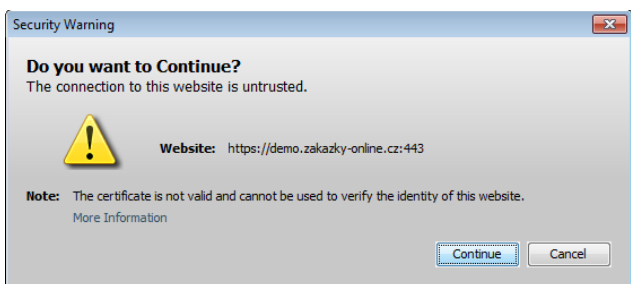 Security Warning
Do you want to Continue?
The connection to this website is untrusted.
Website: https://demo.zakazky-online.cz:443
Note: The certificate is not valid and cannot be used to verify the identity of this website.
More Information
Continue Cancel